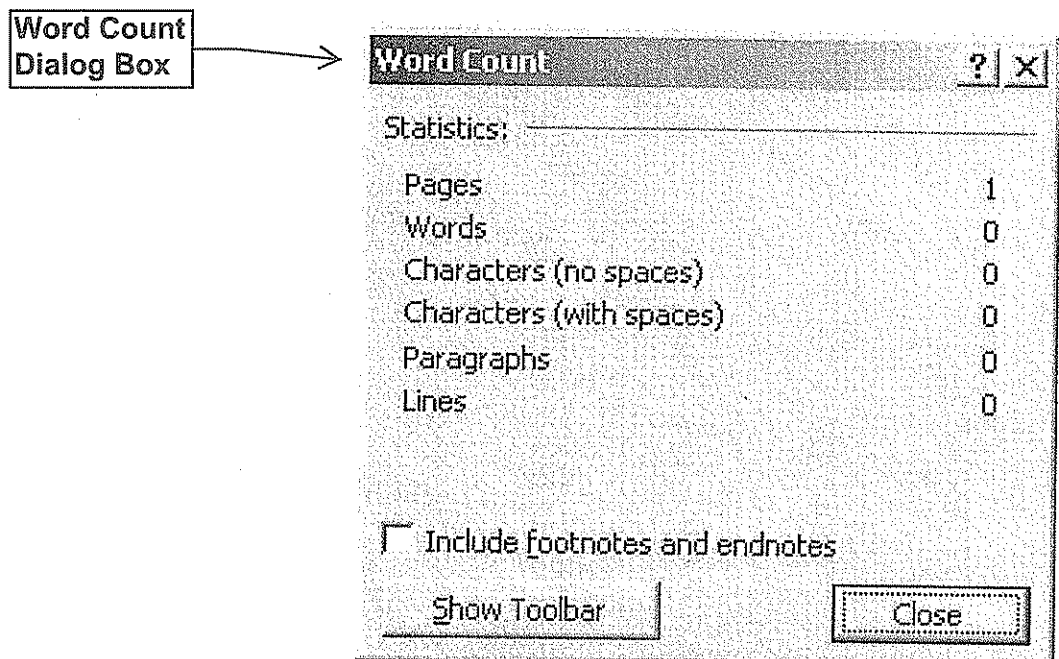 Word Count
Dialog Box
Word Count ? X
Statistics:
Pages 1
Words 0
Characters (no spaces) 0
Characters (with spaces) 0
Paragraphs 0
Lines 0
Include footnotes and endnotes
Show Toolbar Close